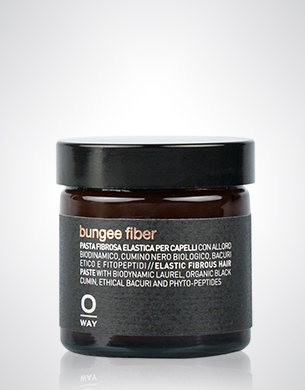 bungee fiber
PASTA FIBROSA ELASTICA PER CAPELLI CON ALLORO
BIODINAMICO, CUMINO NERO BIOLOGICO, BACURI
ETICO E FITOPEPTIDI//ELASTIC FIBROUS HAIR
PASTE WITH BIODYNAMIC LAUREL, ORGANIC BLACK
CUMIN, ETHICAL BACURI AND PHYTO-PEPTIDES
O
WAY